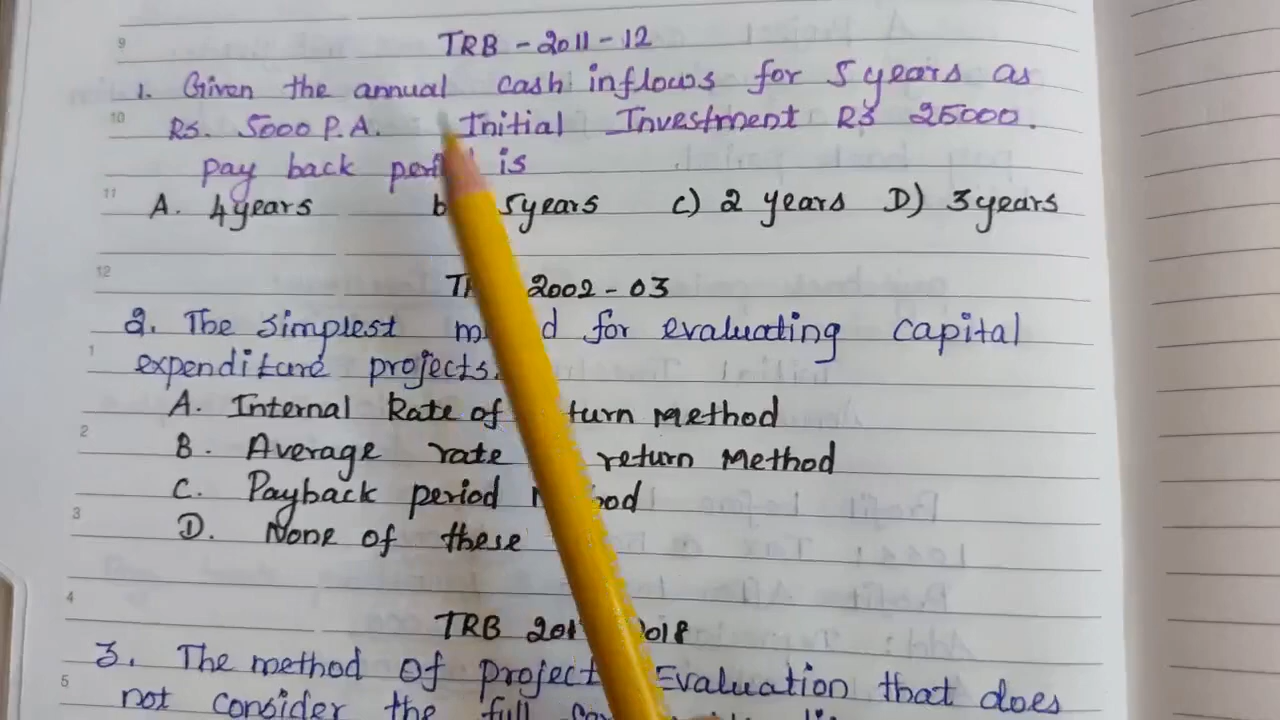 TRB - 2011 - 12
1. Given the annual cash inflows for 5 years as
Rs. 5000 P.A. Initial Investment Rs 25000.
pay back is
A. 4 years b 5 years c) 2 years D) 3 years
2002 - 03
2. The simplest for evaluating capital
expenditure projects.
A. Internal Rate of turn Method
B. Average rate return Method
C. Payback period
D. None of these
TRB 2018
3. The method of project Evaluation that does
not consider the full